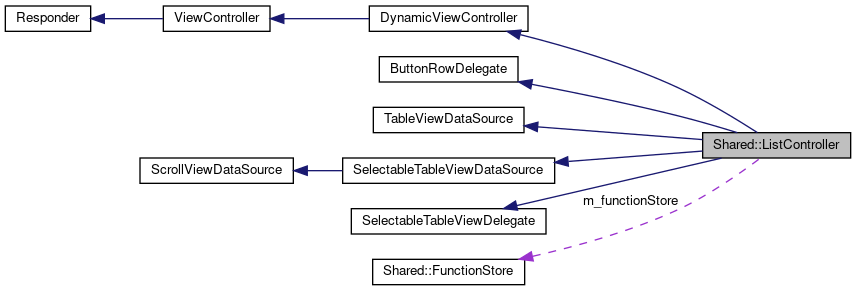 Responder
ViewController
DynamicViewController
ButtonRowDelegate
TableViewDataSource
Shared::ListController
ScrollViewDataSource
SelectableTableViewDataSource
m_functionStore
SelectableTableViewDelegate
Shared::FunctionStore